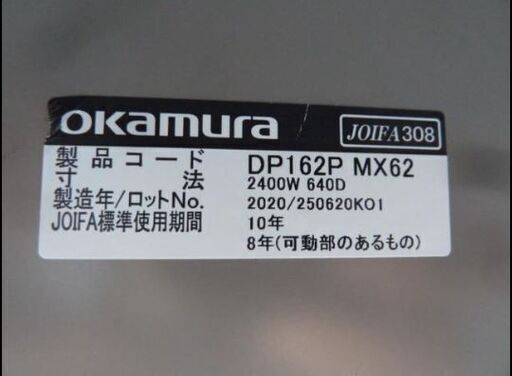 okamura JOIFA308
製品コード DP162P MX62
寸法 2400W 640D
製造年/ロットNo. 2020/250620KO1
JOIFA標準使用期間 10年
8年(可動部のあるもの)